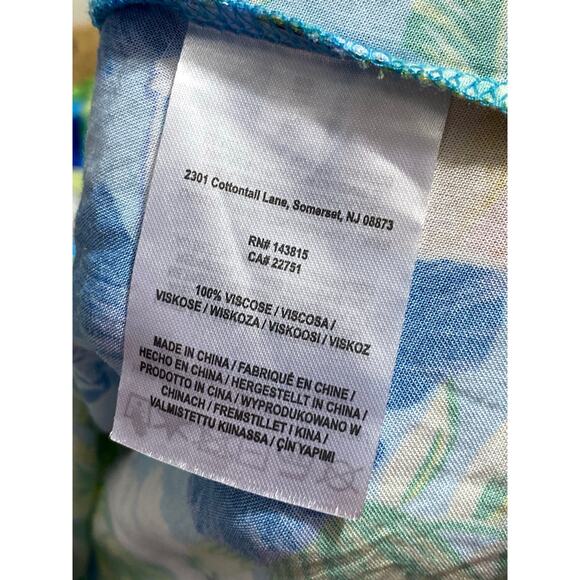 2301 Cottontail Lane, Somerset, NJ 08873
RN# 143815
CA# 22751
100% VISCOSE / VISCOSA /
VISKOSE / WISKOZA / VISKOOSI / VISKOZ
MADE IN CHINA / FABRIQUÉ EN CHINE /
HECHO EN CHINA / HERGESTELLT IN CHINA /
PRODOTTO IN CINA / WYPRODUKOWANO W
CHINACH / FREMSTILLET I KINA /
VALMISTETTU KIINASSA / ÇİN YAPIMI